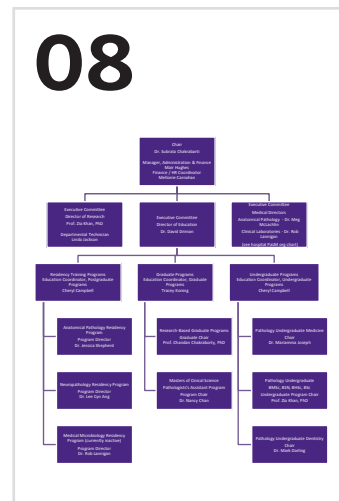 08
Chair
Dr. Subrata Chakrabarti
Manager, Administration & Finance
Mair Hughes
Finance / HR Coordinator
Melissne Carnahan
Executive Committee
Director of Research
Prof. Zia Khan, PhD
Departmental Technician
Linda Jackson
Executive Committee
Director of Education
Dr. David Driman
Executive Committee
Medical Directors
Anatomical Pathology - Dr. Meg
McLachlin
Clinical Laboratories - Dr. Rob
Lannigan
(see hospital PaLM org chart)
Residency Training Programs
Education Coordinator, Postgraduate
Programs
Cheryl Campbell
Graduate Programs
Education Coordinator, Graduate
Programs
Tracey Koning
Undergraduate Programs
Education Coordinator, Undergraduate
Programs
Cheryl Campbell
Anatomical Pathology Residency
Program
Program Director
Dr. Jessica Shepherd
Research Based Graduate Programs
Graduate Chair
Prof. Chandan Chakraborty, PhD
Pathology Undergraduate Medicine
Chair
Dr. Mariamma Joseph
Neuropathology Residency Program
Program Director
Dr. Lee Cyn Ang
Masters of Clinical Science
Pathologist's Assistant Program
Program Chair
Dr. Nancy Chan
Pathology Undergraduate
BMSc, BSN, BHSc, BSc
Undergraduate Program Chair
Prof. Zia Khan, PhD
Medical Microbiology Residency
Program (currently inactive)
Program Director
Dr. Rob Lannigan
Pathology Undergraduate Dentistry
Chair
Dr. Mark Darling